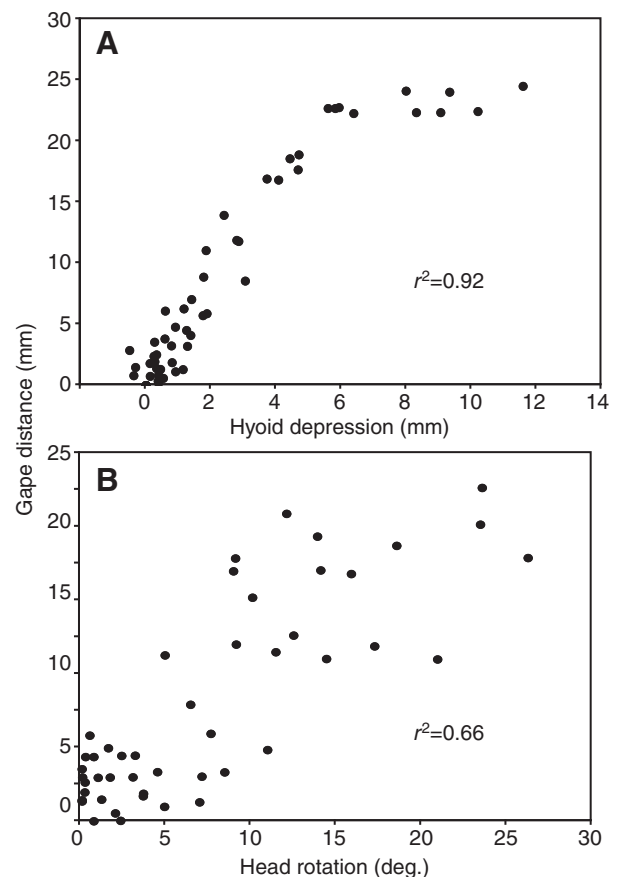 30
A
25
20
15
10
r²=0.92
5
0
0 2 4 6 8 10 12 14
Hyoid depression (mm)
Gape distance (mm)
25
B
20
15
10
r²=0.66
5
0
0 5 10 15 20 25 30
Head rotation (deg.)